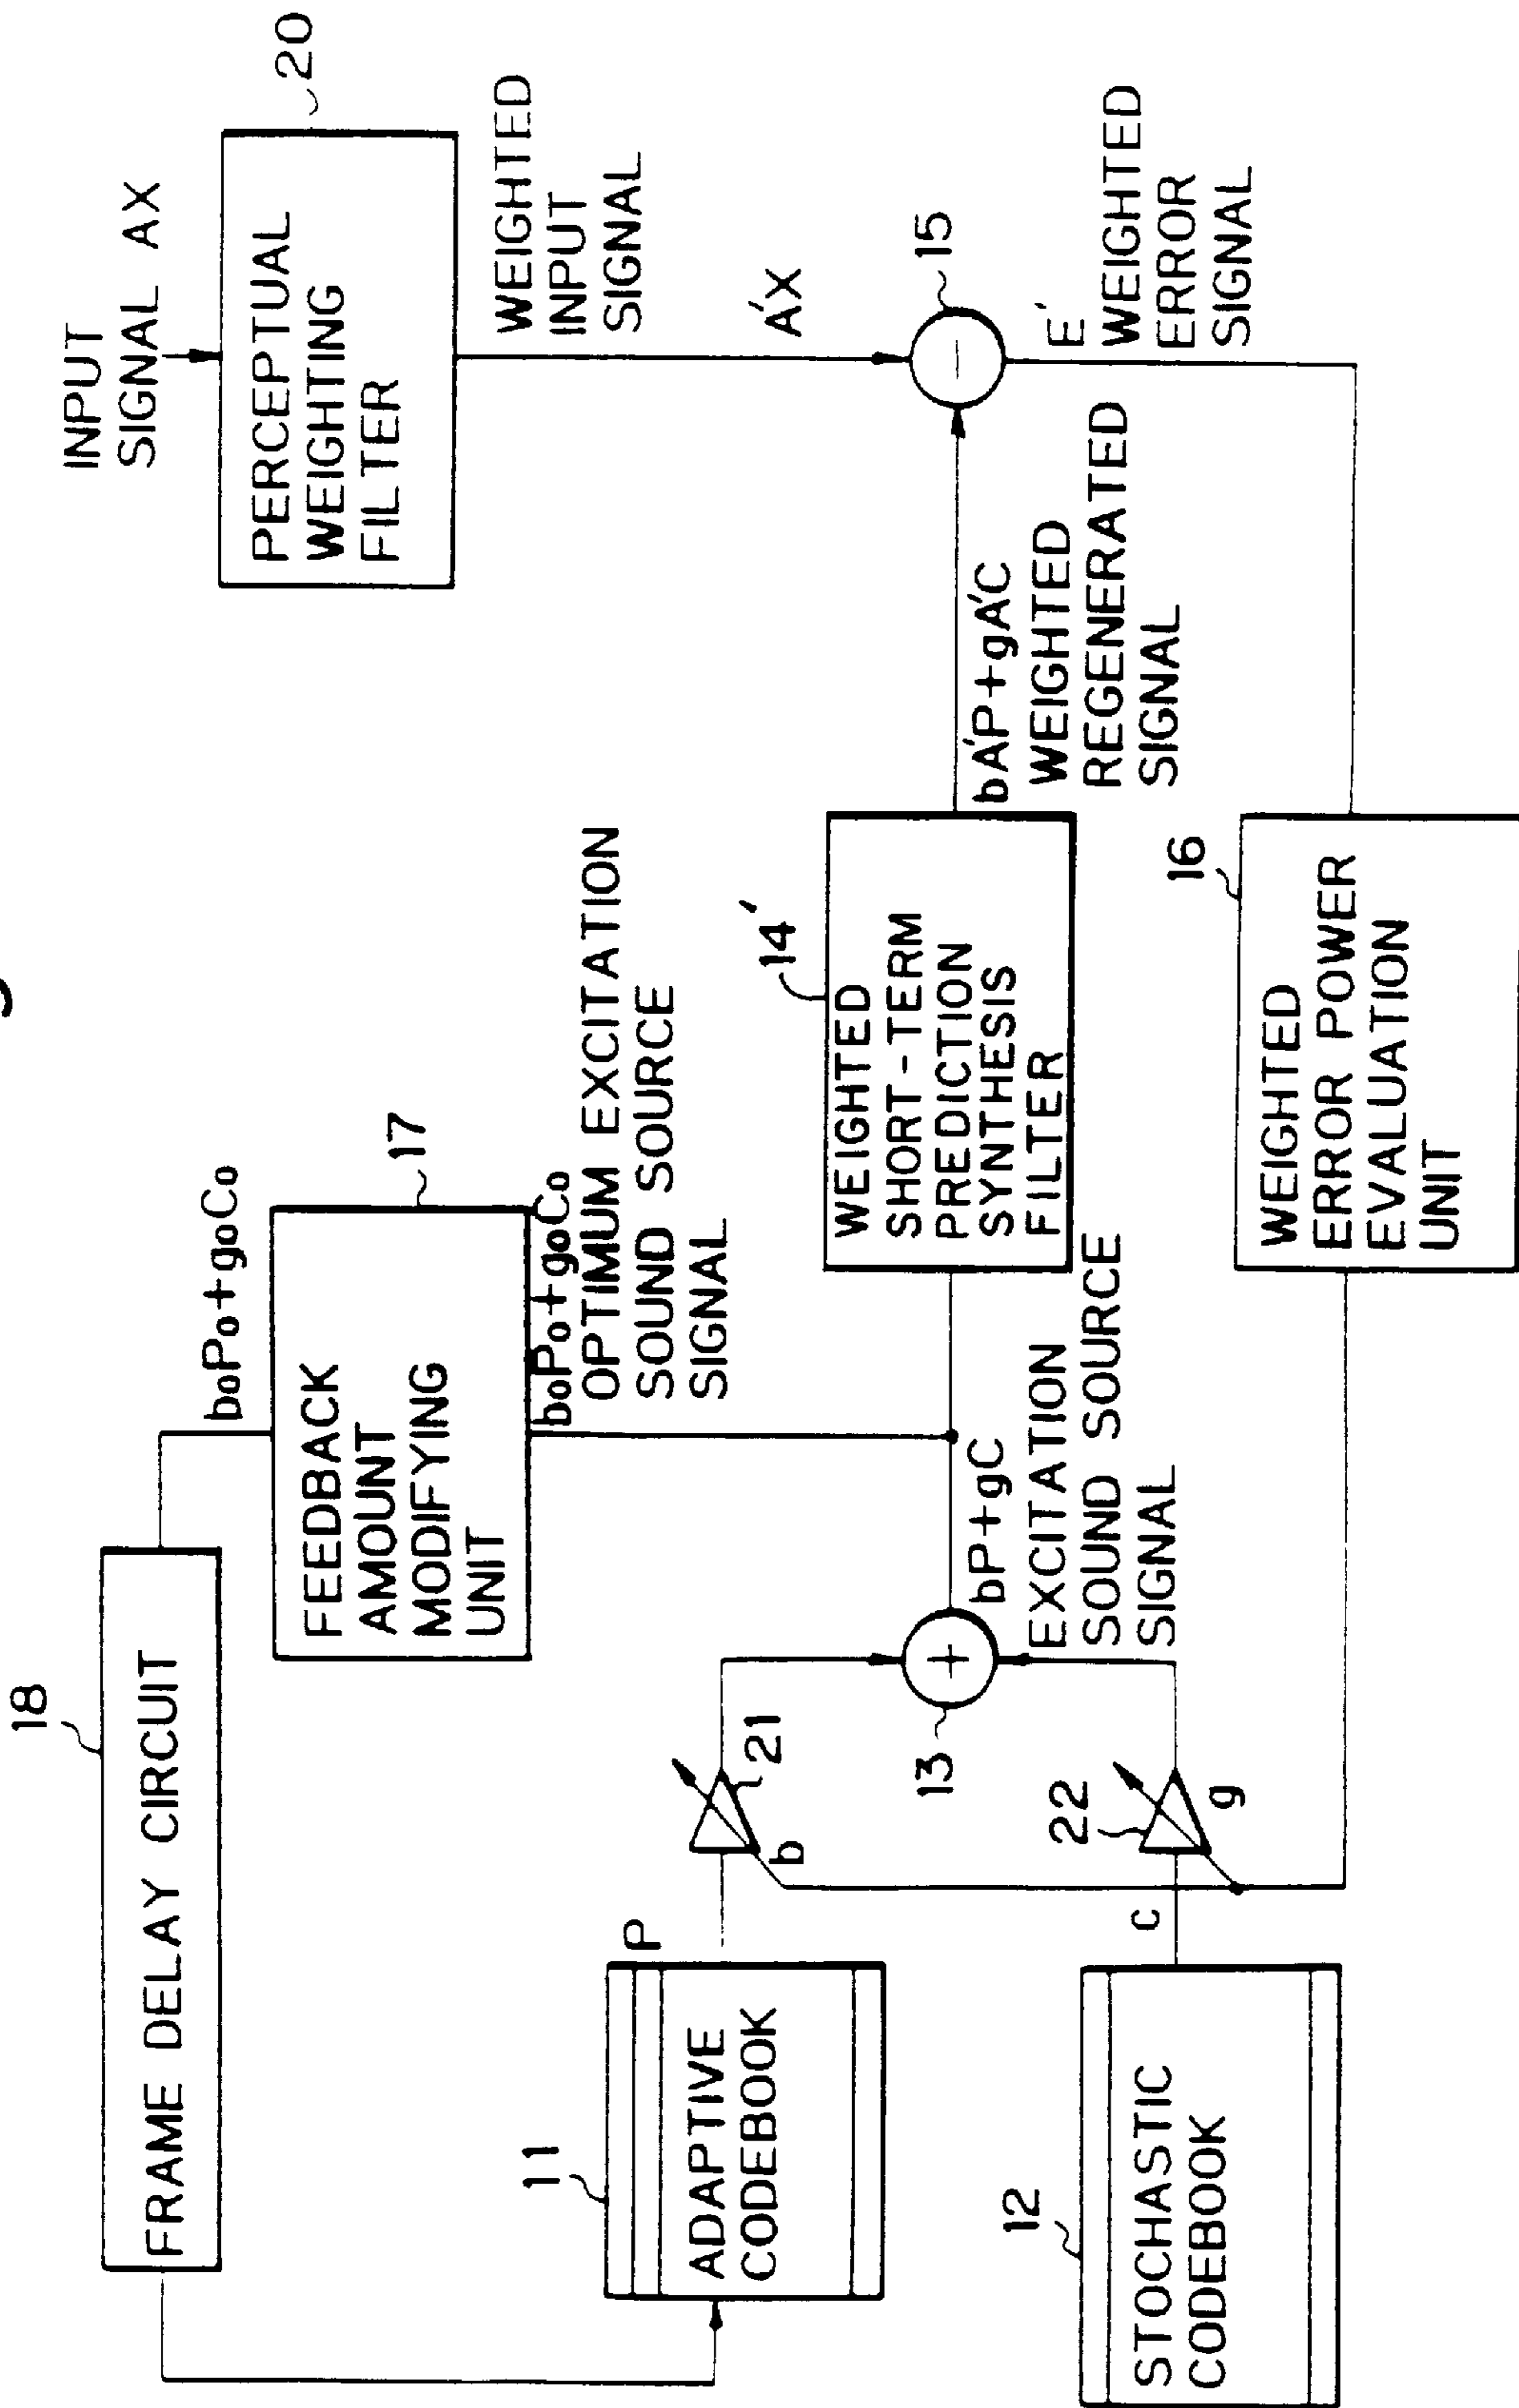 18
FRAME DELAY CIRCUIT
boPo+goCo
17
FEEDBACK
AMOUNT
MODIFYING
UNIT
boPo+goCo
OPTIMUM EXCITATION
SOUND SOURCE
SIGNAL
INPUT
SIGNAL AX
20
PERCEPTUAL
WEIGHTING
FILTER
WEIGHTED
INPUT
SIGNAL
A'X
11
ADAPTIVE
CODEBOOK
P
21
b
13
+
bP+gC
EXCITATION
SOUND SOURCE
SIGNAL
14'
WEIGHTED
SHORT-TERM
PREDICTION
SYNTHESIS
FILTER
bA'P+gA'C
WEIGHTED
REGENERATED
SIGNAL
15
−
E'
WEIGHTED
ERROR
SIGNAL
12
STOCHASTIC
CODEBOOK
C
22
g
16
WEIGHTED
ERROR POWER
EVALUATION
UNIT